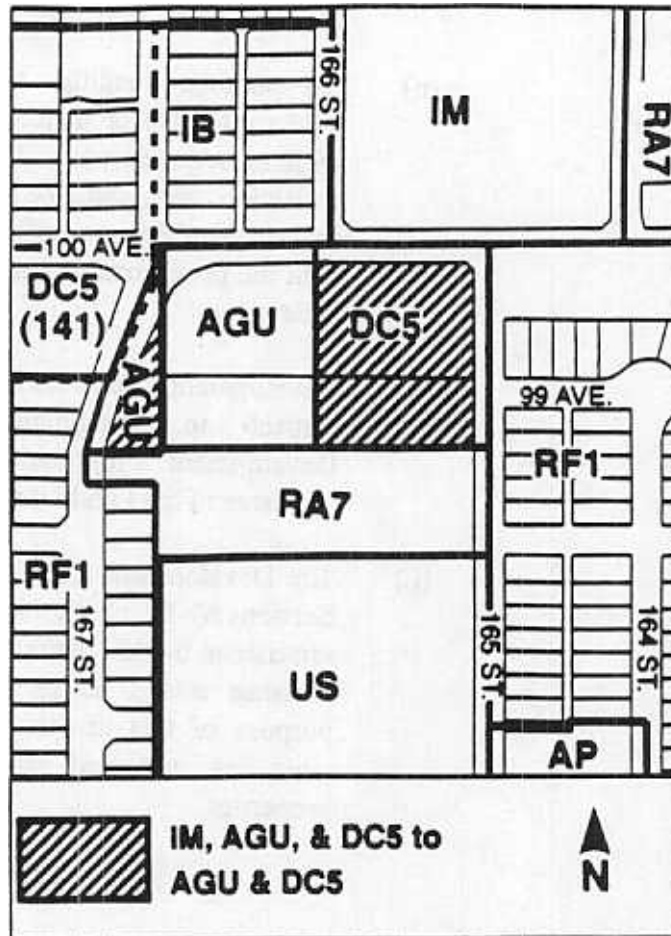 166 ST.
IM
RA7
IB
100 AVE.
DC5
(141)
AGU
AGU
DC5
99 AVE.
RF1
RA7
RF1
167 ST.
165 ST.
164 ST.
US
AP
IM, AGU, & DC5 to
AGU & DC5
N